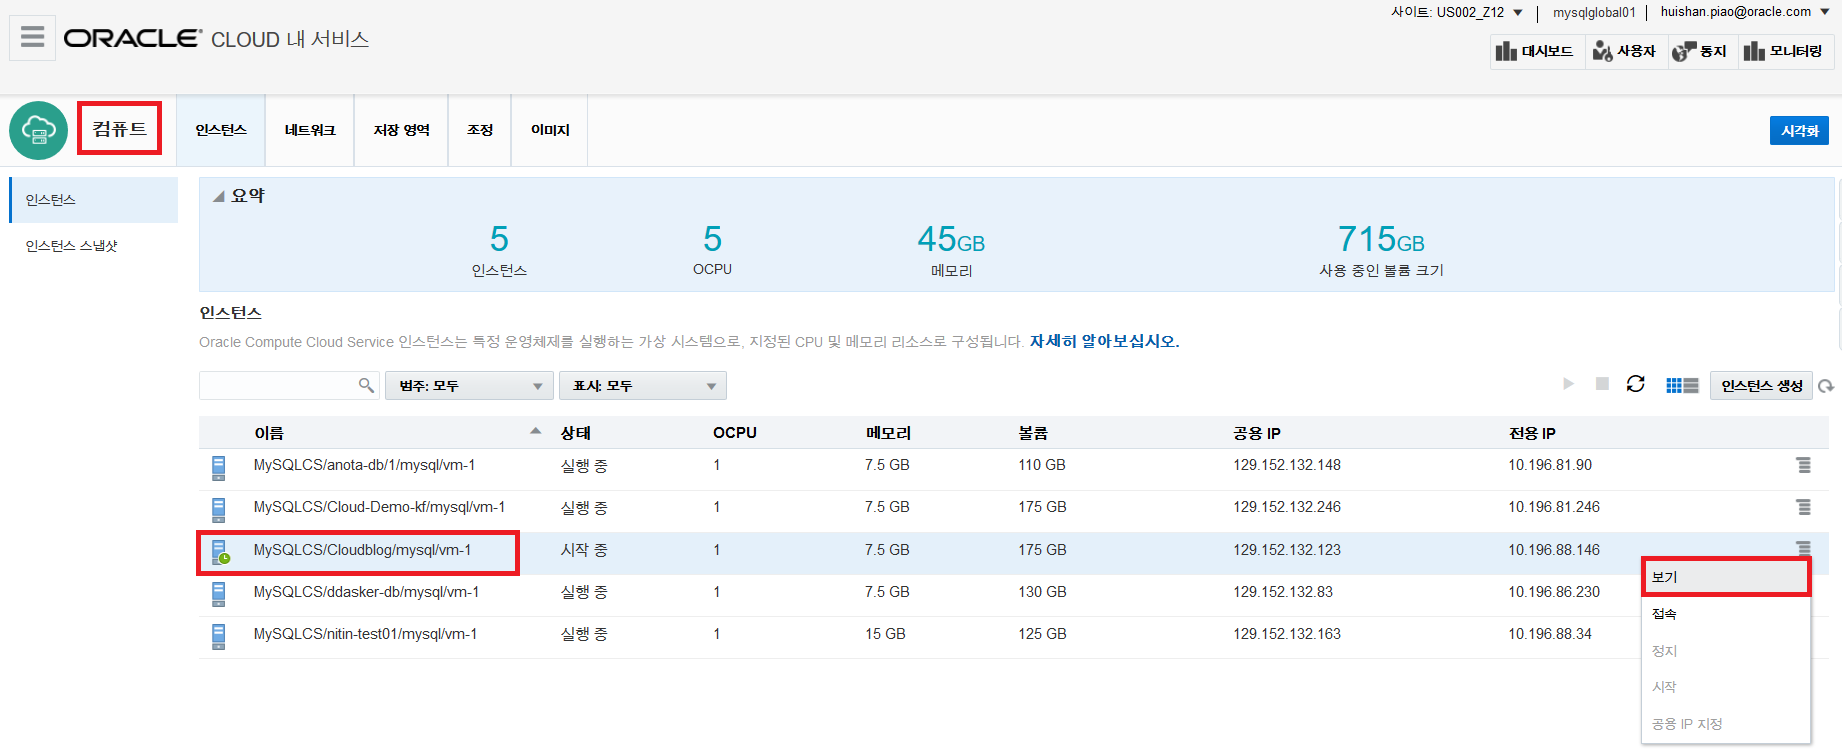 사이트: US002_Z12 mysqlglobal01 huishan.piao@oracle.com
ORACLE CLOUD 내 서비스
대시보드 사용자 통지 모니터링
컴퓨트 인스턴스 네트워크 저장 영역 조정 이미지 시각화
인스턴스
인스턴스 스냅샷
요약
5 5 45GB 715GB
인스턴스 OCPU 메모리 사용 중인 볼륨 크기
인스턴스
Oracle Compute Cloud Service 인스턴스는 특정 운영체제를 실행하는 가상 시스템으로, 지정된 CPU 및 메모리 리소스로 구성됩니다. 자세히 알아보십시오.
범주: 모두 표시: 모두 인스턴스 생성
이름 상태 OCPU 메모리 볼륨 공용 IP 전용 IP
MySQLCS/anota-db/1/mysql/vm-1 실행 중 1 7.5 GB 110 GB 129.152.132.148 10.196.81.90
MySQLCS/Cloud-Demo-kf/mysql/vm-1 실행 중 1 7.5 GB 175 GB 129.152.132.246 10.196.81.246
MySQLCS/Cloudblog/mysql/vm-1 시작 중 1 7.5 GB 175 GB 129.152.132.123 10.196.88.146
MySQLCS/ddasker-db/mysql/vm-1 실행 중 1 7.5 GB 130 GB 129.152.132.83 10.196.86.230
MySQLCS/nitin-test01/mysql/vm-1 실행 중 1 15 GB 125 GB 129.152.132.163 10.196.88.34
보기
접속
정지
시작
공용 IP 지정